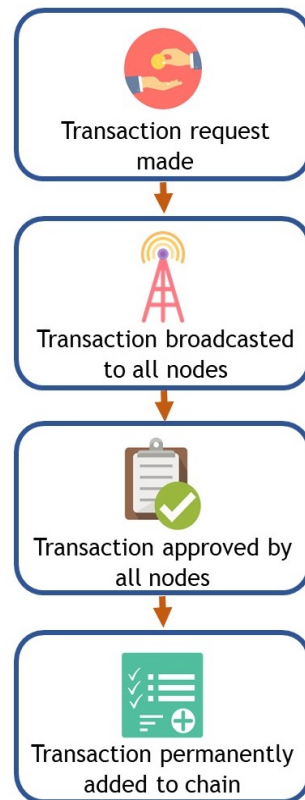 Transaction request
made
Transaction broadcasted
to all nodes
Transaction approved by
all nodes
Transaction permanently
added to chain